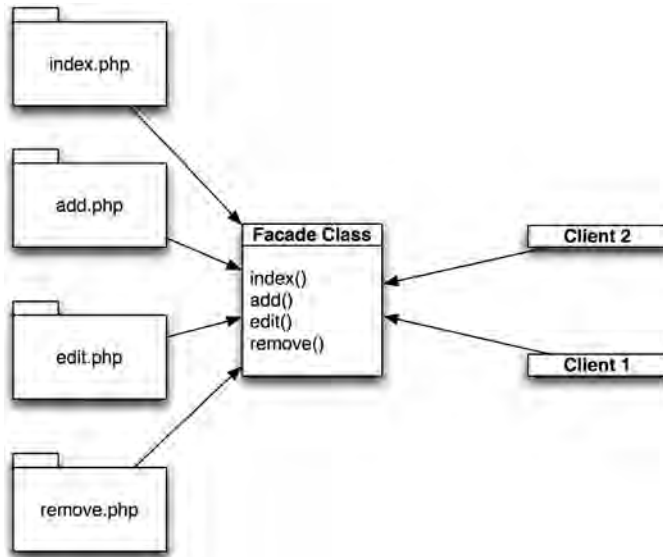 index.php
add.php
edit.php
remove.php
Facade Class
index()
add()
edit()
remove()
Client 2
Client 1